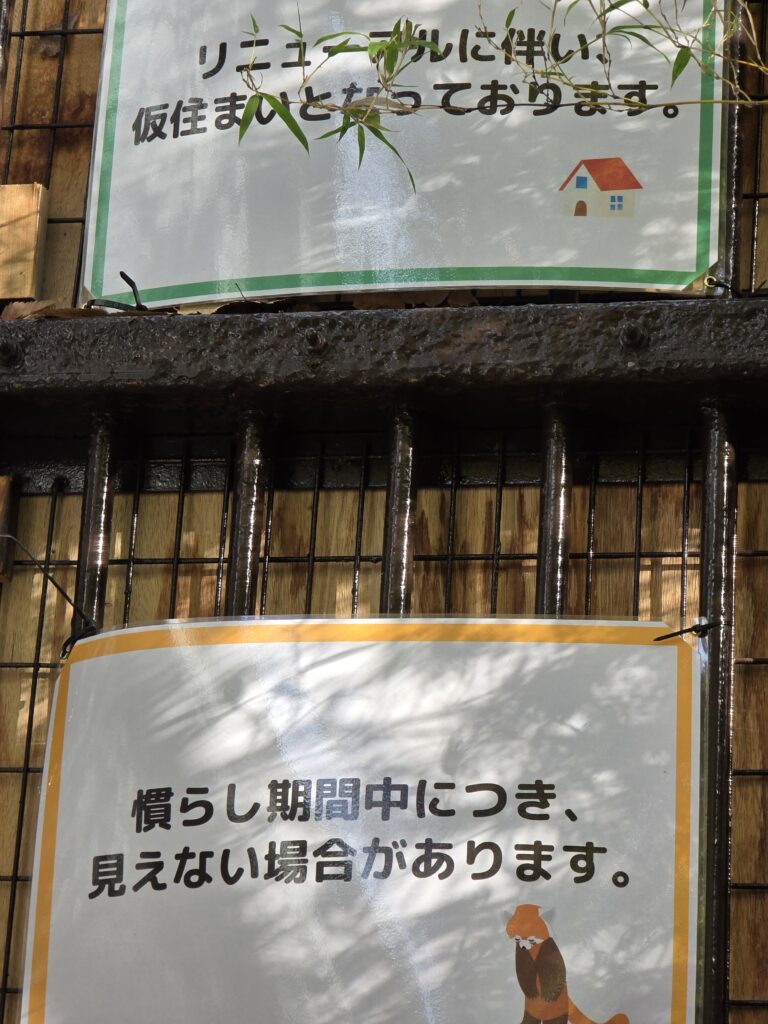 リニューアルに伴い、
仮住まいとなっております。
慣らし期間中につき、
見えない場合があります。